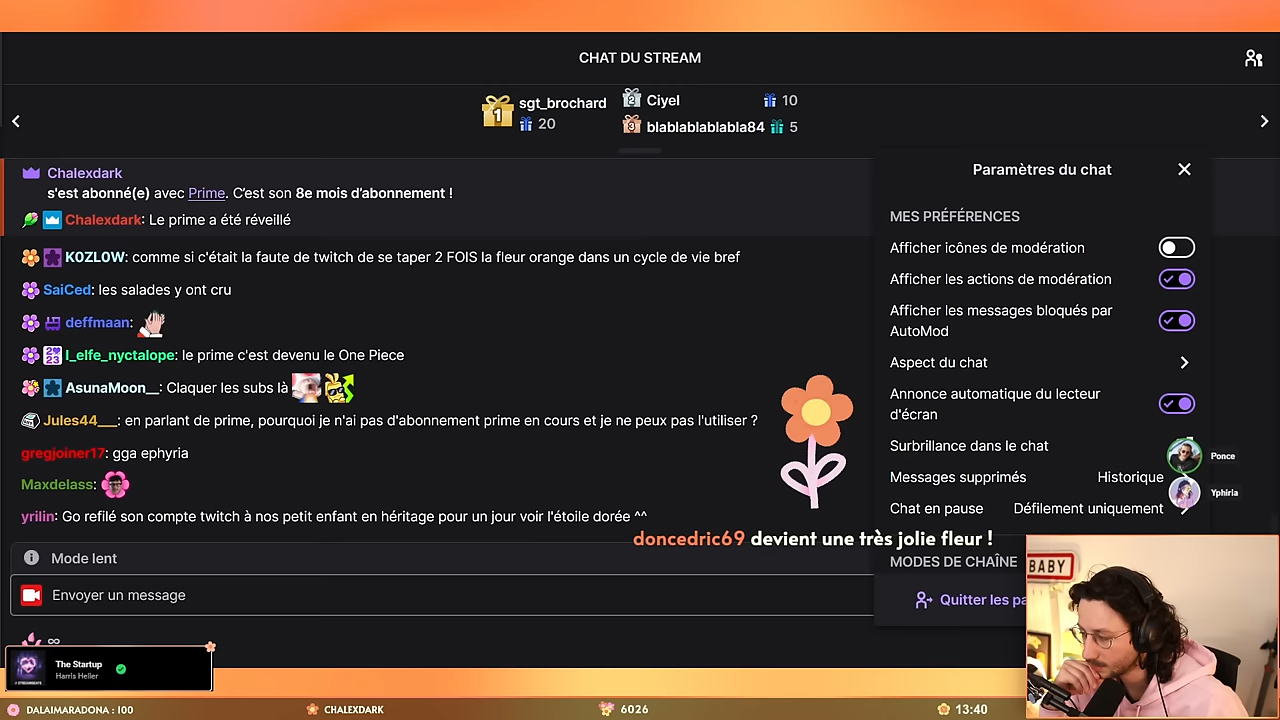 CHAT DU STREAM
1 sgt_brochard
20
2 Ciyel 10
3 blablablablabla84 5
Chalexdark
s'est abonné(e) avec Prime. C'est son 8e mois d'abonnement !
Chalexdark: Le prime a été réveillé
K0ZL0W: comme si c'était la faute de twitch de se taper 2 FOIS la fleur orange dans un cycle de vie bref
SaiCed: les salades y ont cru
deffmaan:
I_elfe_nyctalope: le prime c'est devenu le One Piece
AsunaMoon__: Claquer les subs là
Jules44___: en parlant de prime, pourquoi je n'ai pas d'abonnement prime en cours et je ne peux pas l'utiliser ?
gregjoiner17: gga ephyria
Maxdelass:
yrilin: Go refilé son compte twitch à nos petit enfant en héritage pour un jour voir l'étoile dorée ^^
Mode lent
Envoyer un message
∞
Paramètres du chat
MES PRÉFÉRENCES
Afficher icônes de modération
Afficher les actions de modération
Afficher les messages bloqués par
AutoMod
Aspect du chat
Annonce automatique du lecteur
d'écran
Surbrillance dans le chat
Messages supprimés Historique
Chat en pause Défilement uniquement
MODES DE CHAÎNE
Quitter les pa
Ponce
Yphiria
doncedric69 devient une très jolie fleur !
BABY
The Startup
Harris Heller
DALAIMARADONA : 100
CHALEXDARK
6026
13:40